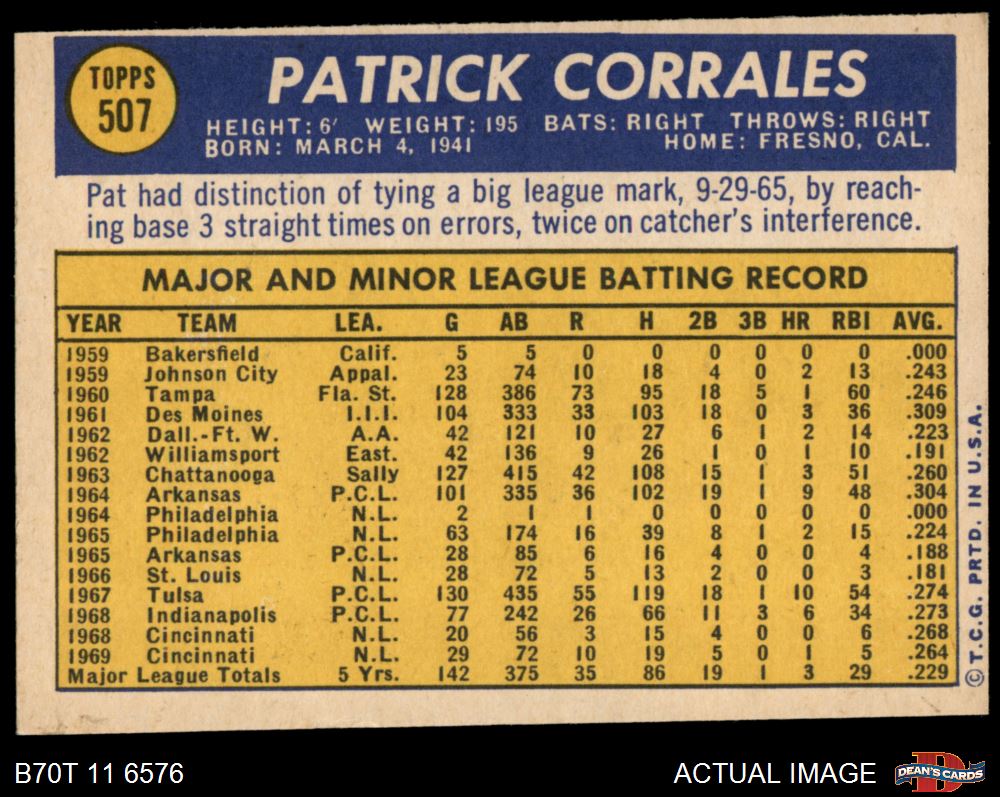 TOPPS
507
PATRICK CORRALES
HEIGHT: 6' WEIGHT: 195 BATS: RIGHT THROWS: RIGHT
BORN: MARCH 4, 1941 HOME: FRESNO, CAL.
Pat had distinction of tying a big league mark, 9-29-65, by reach-
ing base 3 straight times on errors, twice on catcher's interference.
MAJOR AND MINOR LEAGUE BATTING RECORD
YEAR TEAM LEA. G AB R H 2B 3B HR RBI AVG.
1959 Bakersfield Calif. 5 5 0 0 0 0 0 0 .000
1959 Johnson City Appal. 23 74 10 18 4 0 2 13 .243
1960 Tampa Fla. St. 128 386 73 95 18 5 1 60 .246
1961 Des Moines I.I.I. 104 333 33 103 18 0 3 36 .309
1962 Dall.-Ft. W. A.A. 42 121 10 27 6 1 2 14 .223
1962 Williamsport East. 42 136 9 26 1 0 1 10 .191
1963 Chattanooga Sally 127 415 42 108 15 1 3 51 .260
1964 Arkansas P.C.L. 101 335 36 102 19 1 9 48 .304
1964 Philadelphia N.L. 2 1 1 0 0 0 0 0 .000
1965 Philadelphia N.L. 63 174 16 39 8 1 2 15 .224
1965 Arkansas P.C.L. 28 85 6 16 4 0 0 4 .188
1966 St. Louis N.L. 28 72 5 13 2 0 0 3 .181
1967 Tulsa P.C.L. 130 435 55 119 18 1 10 54 .274
1968 Indianapolis P.C.L. 77 242 26 66 11 3 6 34 .273
1968 Cincinnati N.L. 20 56 3 15 4 0 0 6 .268
1969 Cincinnati N.L. 29 72 10 19 5 0 1 5 .264
Major League Totals 5 Yrs. 142 375 35 86 19 1 3 29 .229
©T.C.G. PRTD. IN U.S.A.
B70T 11 6576
ACTUAL IMAGE
D
DEAN'S CARDS